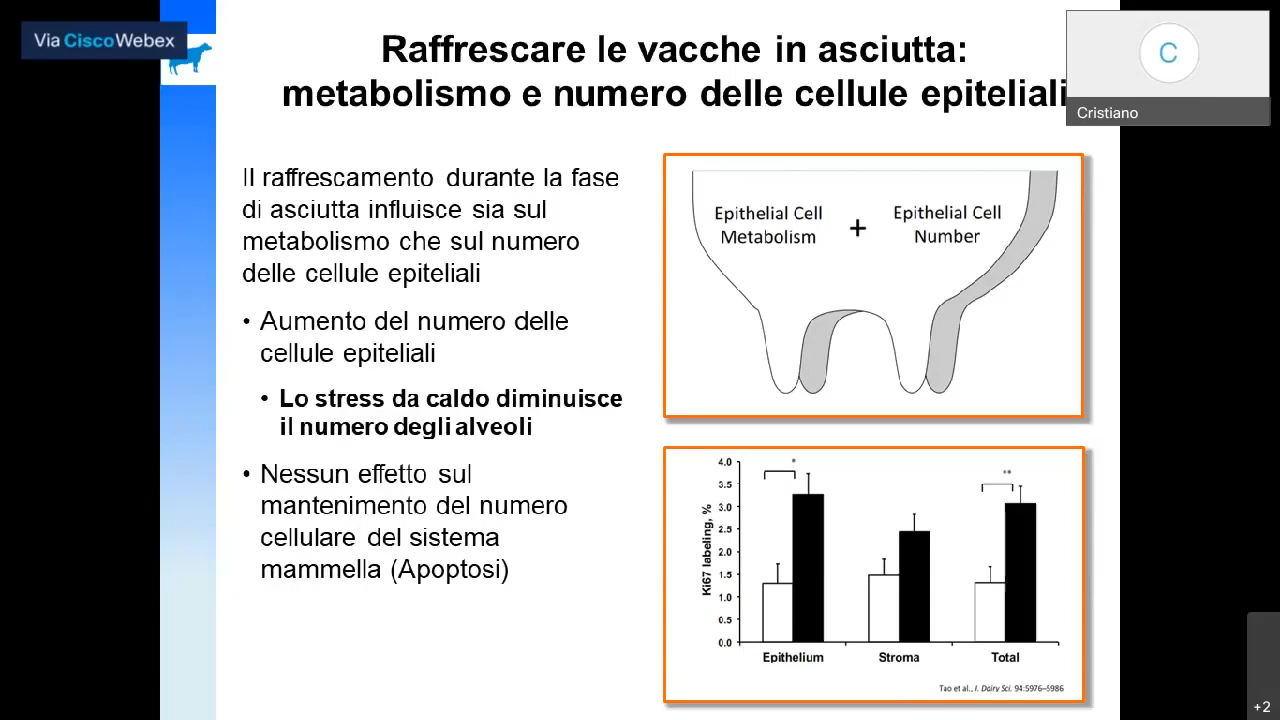 Via CiscoWebex
Raffrescare le vacche in asciutta:
metabolismo e numero delle cellule epiteliali
C
Cristiano
Il raffrescamento durante la fase
di asciutta influisce sia sul
metabolismo che sul numero
delle cellule epiteliali
• Aumento del numero delle
cellule epiteliali
• Lo stress da caldo diminuisce
il numero degli alveoli
• Nessun effetto sul
mantenimento del numero
cellulare del sistema
mammella (Apoptosi)
Epithelial Cell
Metabolism
+
Epithelial Cell
Number
Ki67 labeling, %
4.0
3.5
3.0
2.5
2.0
1.5
1.0
0.5
0.0
*
**
Epithelium
Stroma
Total
Tao et al., J. Dairy Sci. 94:5976–5986
+2